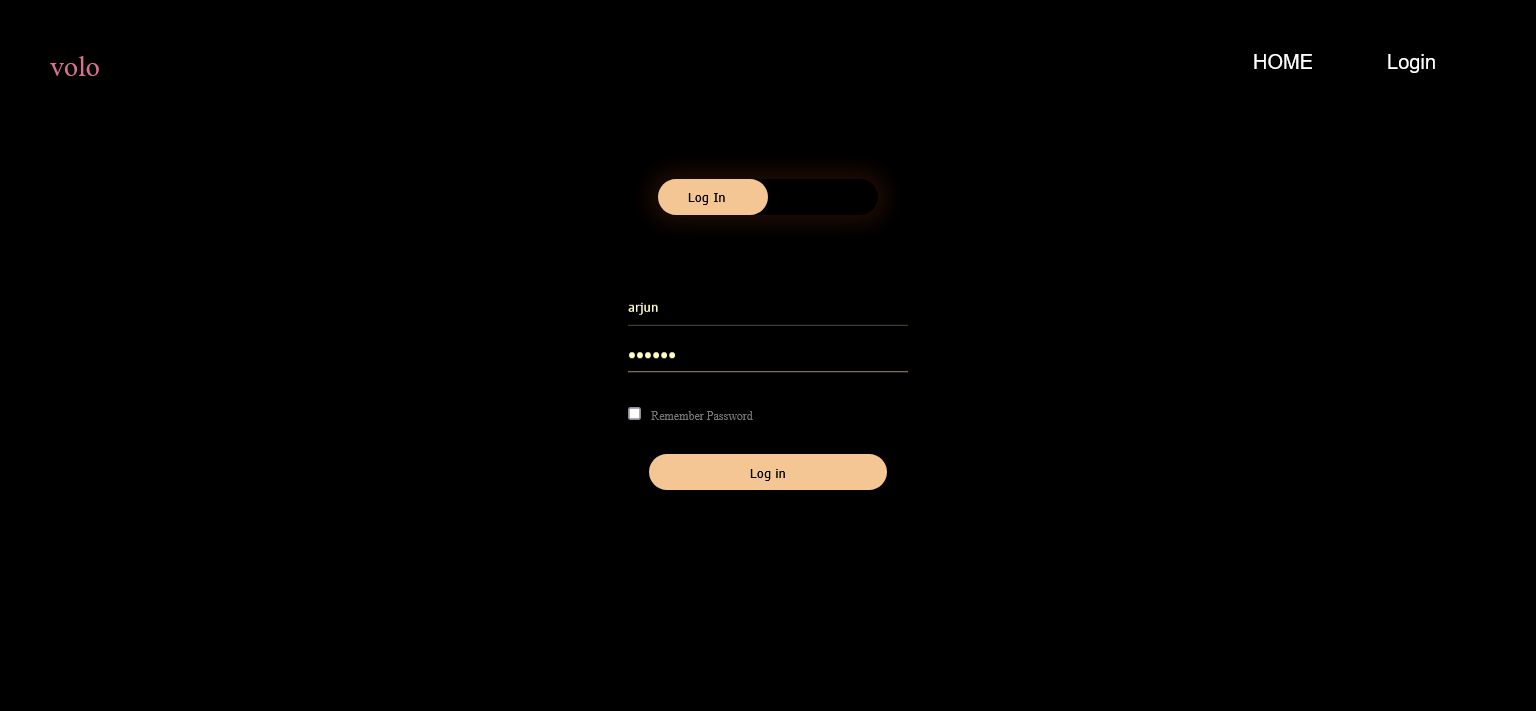 volo
HOME
Login
Log In
arjun
••••••
Remember Password
Log in